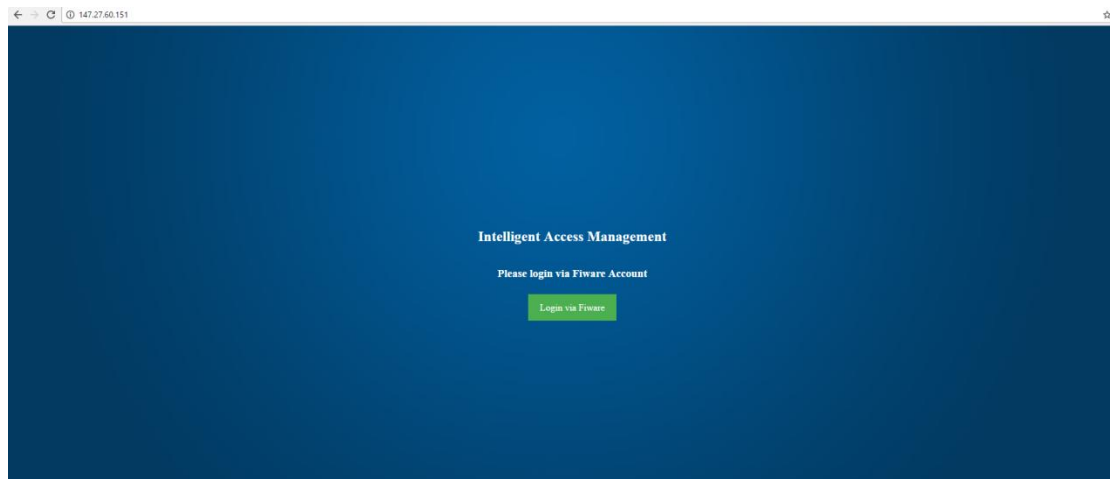 147.27.60.151
Intelligent Access Management
Please login via Fiware Account
Login via Fiware